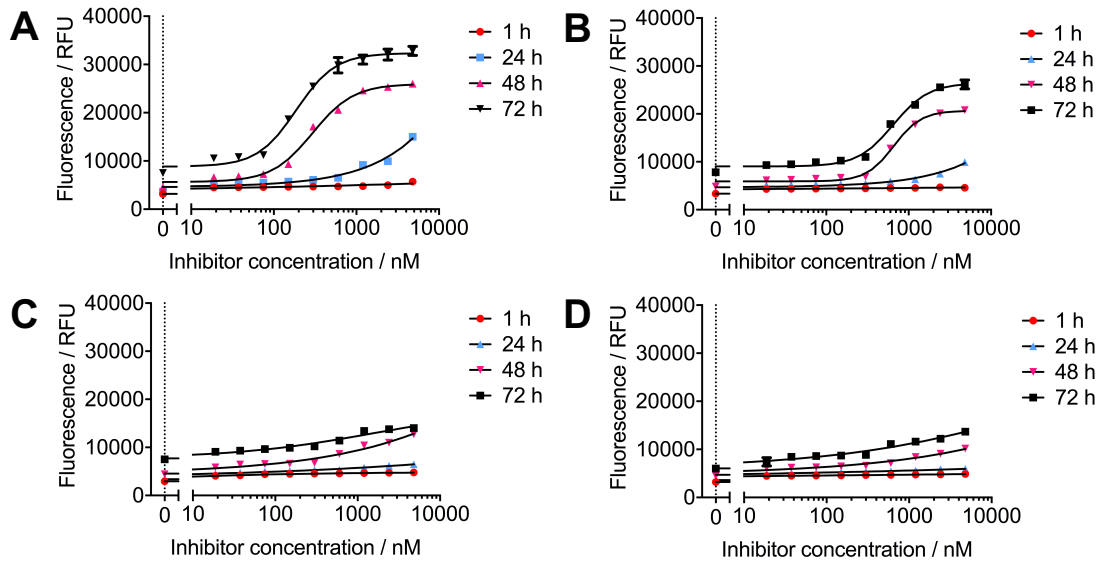 A
Fluorescence / RFU
40000
30000
20000
10000
0
0
10
100
1000
10000
Inhibitor concentration / nM
1 h
24 h
48 h
72 h
B
Fluorescence / RFU
40000
30000
20000
10000
0
0
10
100
1000
10000
Inhibitor concentration / nM
1 h
24 h
48 h
72 h
C
Fluorescence / RFU
40000
30000
20000
10000
0
0
10
100
1000
10000
Inhibitor concentration / nM
1 h
24 h
48 h
72 h
D
Fluorescence / RFU
40000
30000
20000
10000
0
0
10
100
1000
10000
Inhibitor concentration / nM
1 h
24 h
48 h
72 h